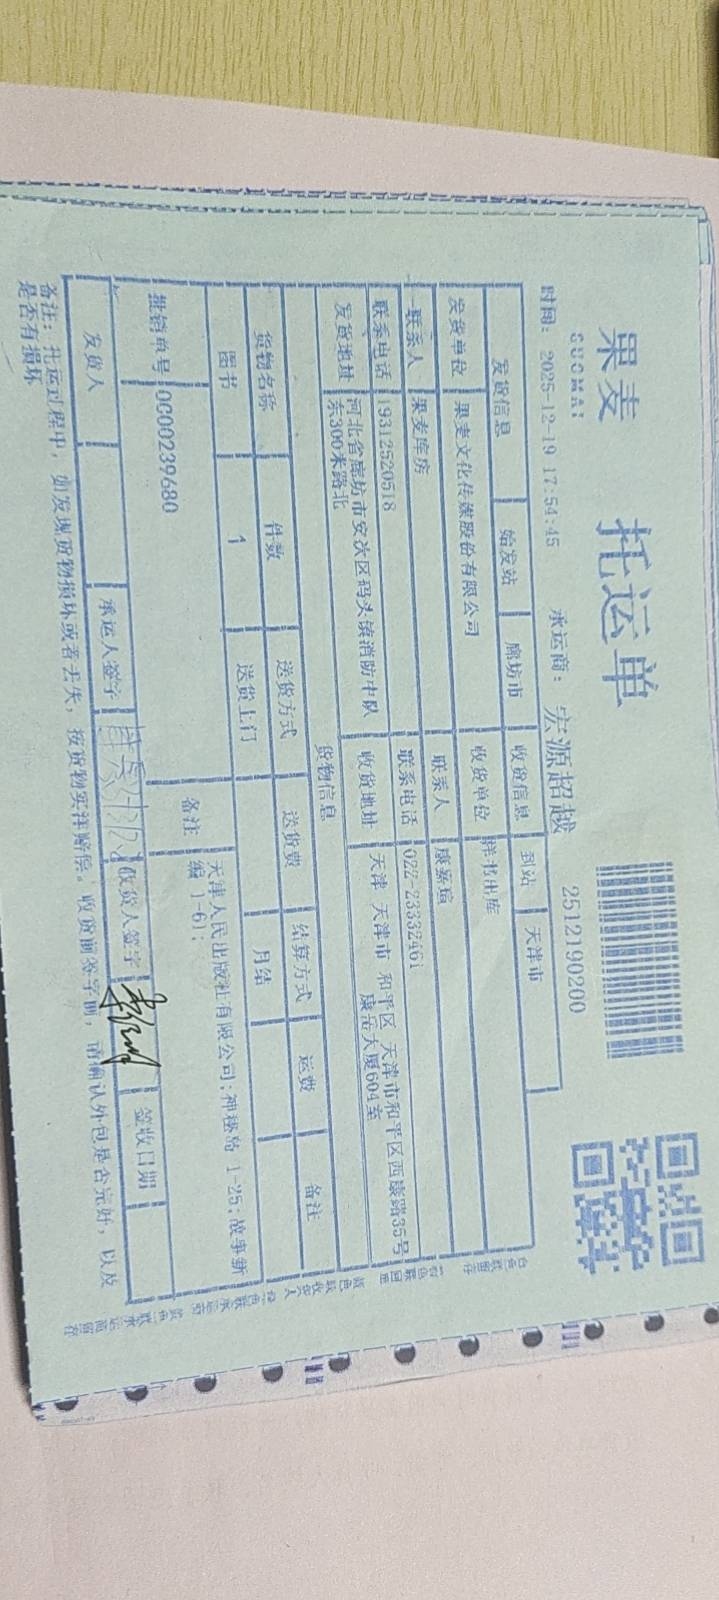 果麦
GUOMAI
托运单
时间: 2025-12-19 17:54:45
承运商: 宏源超越
2512190200
发货信息 始发站 廊坊市 收货信息 到站 天津市
发货单位 果麦文化传媒股份有限公司 收货单位 样书出库
联系人 果麦库房 联系人
联系电话 19312520518 联系电话 022-23332461
发货地址 河北省廊坊市安次区码头镇消防中队东300米路北 收货地址 天津 天津市 和平区 天津市和平区西康路35号康岳大厦604室
货物信息
货物名称 件数 送货方式 送货费 结算方式 运费 备注
图书 1 送货上门 月结
批销单号 0000239680 备注 天津人民出版社有限公司:神秘岛 1-25;故事新编 1-61;
发货人 承运人签字 收货人签字 签收日期
备注: 托运过程中, 如发现货物损坏或者丢失, 按货物实洋赔偿。收货前签字前, 请确认外包是否完好, 以及
是否有损坏